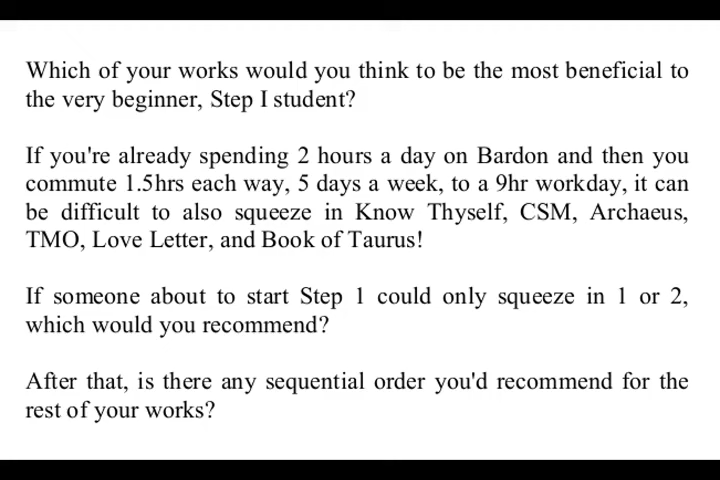 Which of your works would you think to be the most beneficial to
the very beginner, Step I student?
If you're already spending 2 hours a day on Bardon and then you
commute 1.5hrs each way, 5 days a week, to a 9hr workday, it can
be difficult to also squeeze in Know Thyself, CSM, Archaeus,
TMO, Love Letter, and Book of Taurus!
If someone about to start Step 1 could only squeeze in 1 or 2,
which would you recommend?
After that, is there any sequential order you'd recommend for the
rest of your works?